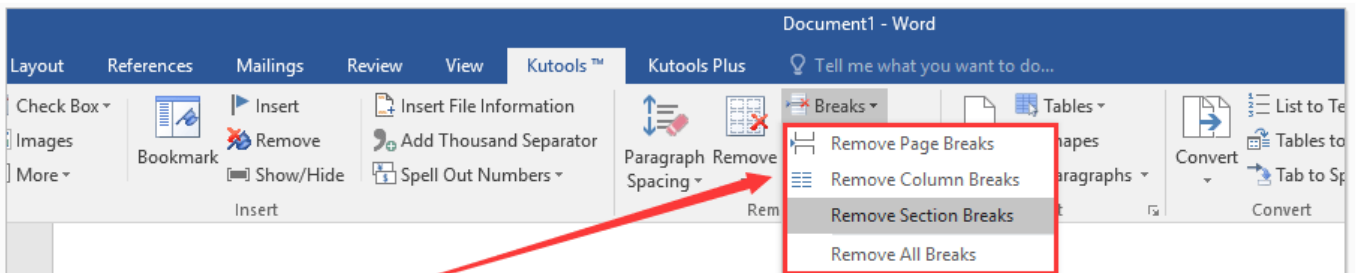 Document1 - Word
Layout References Mailings Review View Kutools ™ Kutools Plus Tell me what you want to do...
Check Box Insert Insert File Information Breaks Tables List to Te
Images Remove Add Thousand Separator Remove Page Breaks hapes Tables to
Bookmark Paragraph Remove Convert
More Show/Hide Spell Out Numbers Spacing Remove Column Breaks aragraphs Tab to Sp
Insert Rem Remove Section Breaks t Convert
Remove All Breaks